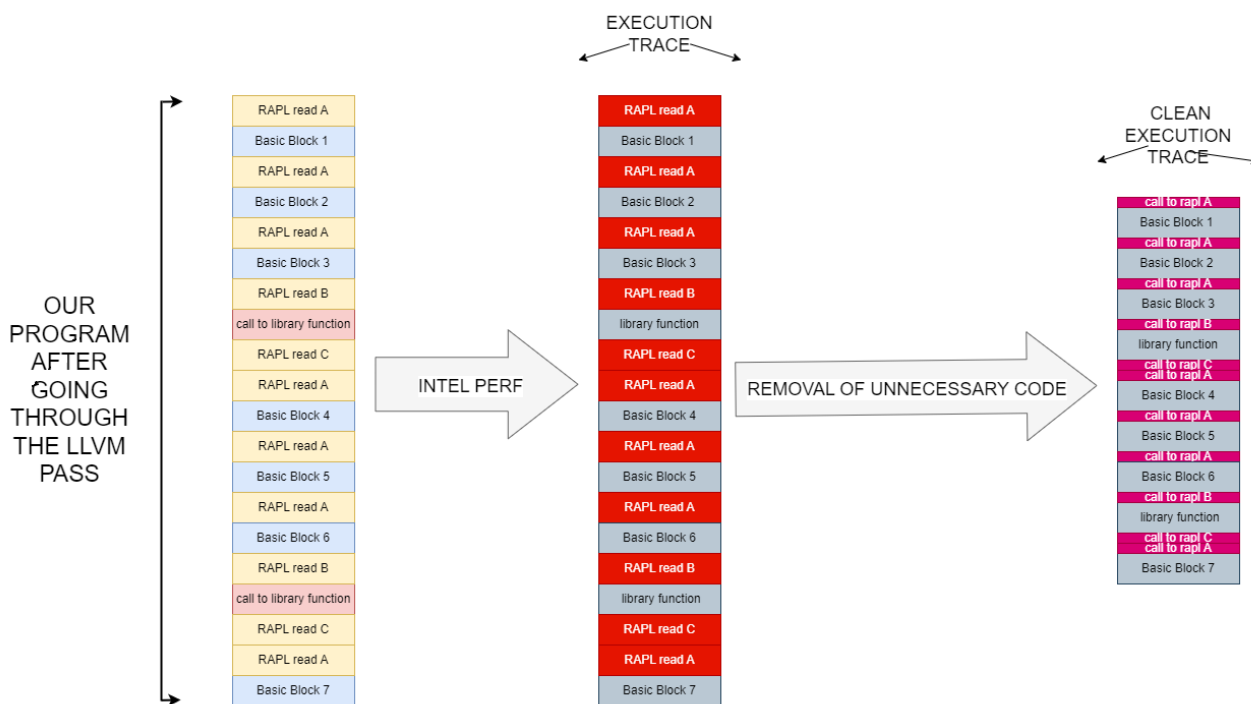 OUR
PROGRAM
AFTER
GOING
THROUGH
THE LLVM
PASS
RAPL read A
Basic Block 1
RAPL read A
Basic Block 2
RAPL read A
Basic Block 3
RAPL read B
call to library function
RAPL read C
RAPL read A
Basic Block 4
RAPL read A
Basic Block 5
RAPL read A
Basic Block 6
RAPL read B
call to library function
RAPL read C
RAPL read A
Basic Block 7
INTEL PERF
EXECUTION
TRACE
RAPL read A
Basic Block 1
RAPL read A
Basic Block 2
RAPL read A
Basic Block 3
RAPL read B
library function
RAPL read C
RAPL read A
Basic Block 4
RAPL read A
Basic Block 5
RAPL read A
Basic Block 6
RAPL read B
library function
RAPL read C
RAPL read A
Basic Block 7
REMOVAL OF UNNECESSARY CODE
CLEAN
EXECUTION
TRACE
call to rapl A
Basic Block 1
call to rapl A
Basic Block 2
call to rapl A
Basic Block 3
call to rapl B
library function
call to rapl C
call to rapl A
Basic Block 4
call to rapl A
Basic Block 5
call to rapl A
Basic Block 6
call to rapl B
library function
call to rapl C
call to rapl A
Basic Block 7